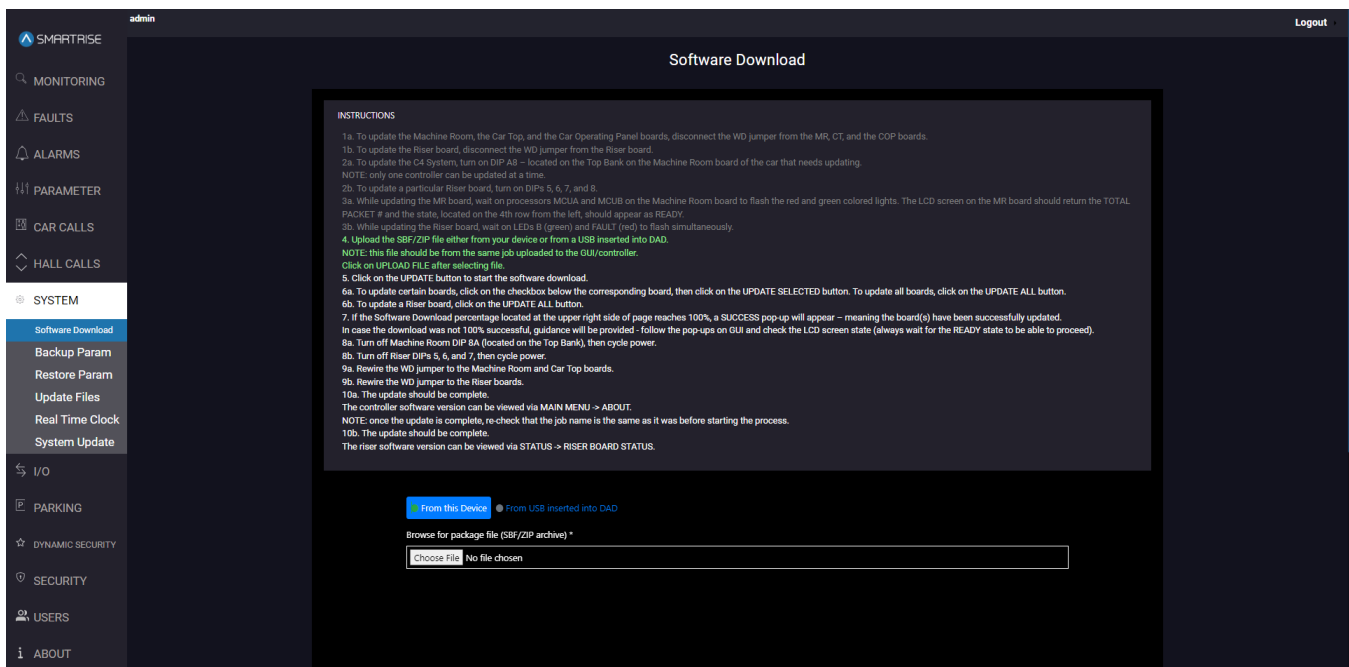 admin
Logout
SMARTRISE
MONITORING
FAULTS
ALARMS
PARAMETER
CAR CALLS
HALL CALLS
SYSTEM
Software Download
Backup Param
Restore Param
Update Files
Real Time Clock
System Update
I/O
PARKING
DYNAMIC SECURITY
SECURITY
USERS
ABOUT
Software Download
INSTRUCTIONS
1a. To update the Machine Room, the Car Top, and the Car Operating Panel boards, disconnect the WD jumper from the MR, CT, and the COP boards.
1b. To update the Riser board, disconnect the WD jumper from the Riser board.
2a. To update the C4 System, turn on DIP A8 – located on the Top Bank on the Machine Room board of the car that needs updating.
NOTE: only one controller can be updated at a time.
2b. To update a particular Riser board, turn on DIPs 5, 6, 7, and 8.
3a. While updating the MR board, wait on processors MCUA and MCUB on the Machine Room board to flash the red and green colored lights. The LCD screen on the MR board should return the TOTAL
PACKET # and the state, located on the 4th row from the left, should appear as READY.
3b. While updating the Riser board, wait on LEDs B (green) and FAULT (red) to flash simultaneously.
4. Upload the SBF/ZIP file either from your device or from a USB inserted into DAD.
NOTE: this file should be from the same job uploaded to the GUI/controller.
Click on UPLOAD FILE after selecting file.
5. Click on the UPDATE button to start the software download.
6a. To update certain boards, click on the checkbox below the corresponding board, then click on the UPDATE SELECTED button. To update all boards, click on the UPDATE ALL button.
6b. To update a Riser board, click on the UPDATE ALL button.
7. If the Software Download percentage located at the upper right side of page reaches 100%, a SUCCESS pop-up will appear – meaning the board(s) have been successfully updated.
In case the download was not 100% successful, guidance will be provided - follow the pop-ups on GUI and check the LCD screen state (always wait for the READY state to be able to proceed).
8a. Turn off Machine Room DIP 8A (located on the Top Bank), then cycle power.
8b. Turn off Riser DIPs 5, 6, and 7, then cycle power.
9a. Rewire the WD jumper to the Machine Room and Car Top boards.
9b. Rewire the WD jumper to the Riser boards.
10a. The update should be complete.
The controller software version can be viewed via MAIN MENU -> ABOUT.
NOTE: once the update is complete, re-check that the job name is the same as it was before starting the process.
10b. The update should be complete.
The riser software version can be viewed via STATUS -> RISER BOARD STATUS.
From this Device From USB inserted into DAD
Browse for package file (SBF/ZIP archive) *
Choose File No file chosen